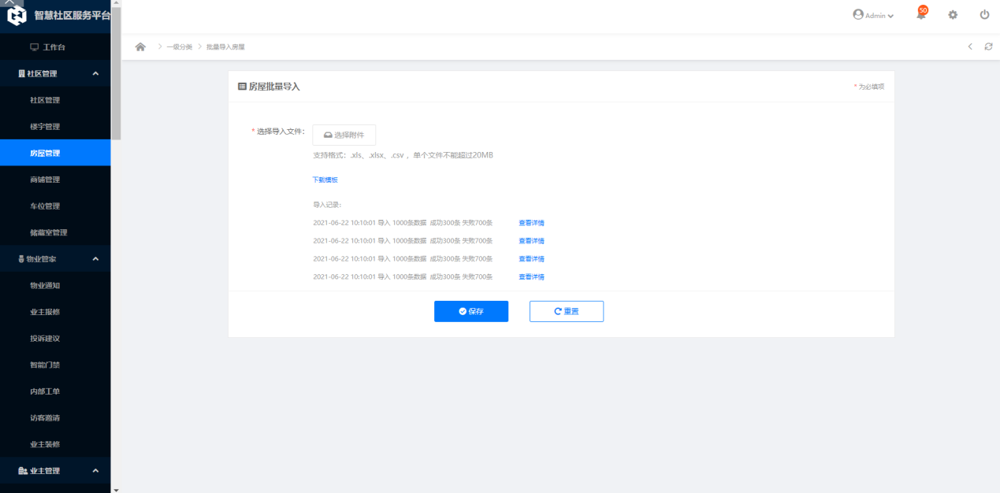 智慧社区服务平台
Admin
50
工作台
一级分类
批量导入房屋
社区管理
社区管理
楼宇管理
房屋管理
商铺管理
车位管理
储藏室管理
物业管家
物业通知
业主报修
投诉建议
智能门禁
内部工单
访客邀请
业主装修
业主管理
房屋批量导入
* 为必填项
* 选择导入文件：
选择附件
支持格式：.xls、.xlsx、.csv ，单个文件不能超过20MB
下载模板
导入记录：
2021-06-22 10:10:01 导入 1000条数据 成功300条 失败700条 查看详情
2021-06-22 10:10:01 导入 1000条数据 成功300条 失败700条 查看详情
2021-06-22 10:10:01 导入 1000条数据 成功300条 失败700条 查看详情
2021-06-22 10:10:01 导入 1000条数据 成功300条 失败700条 查看详情
保存
重置